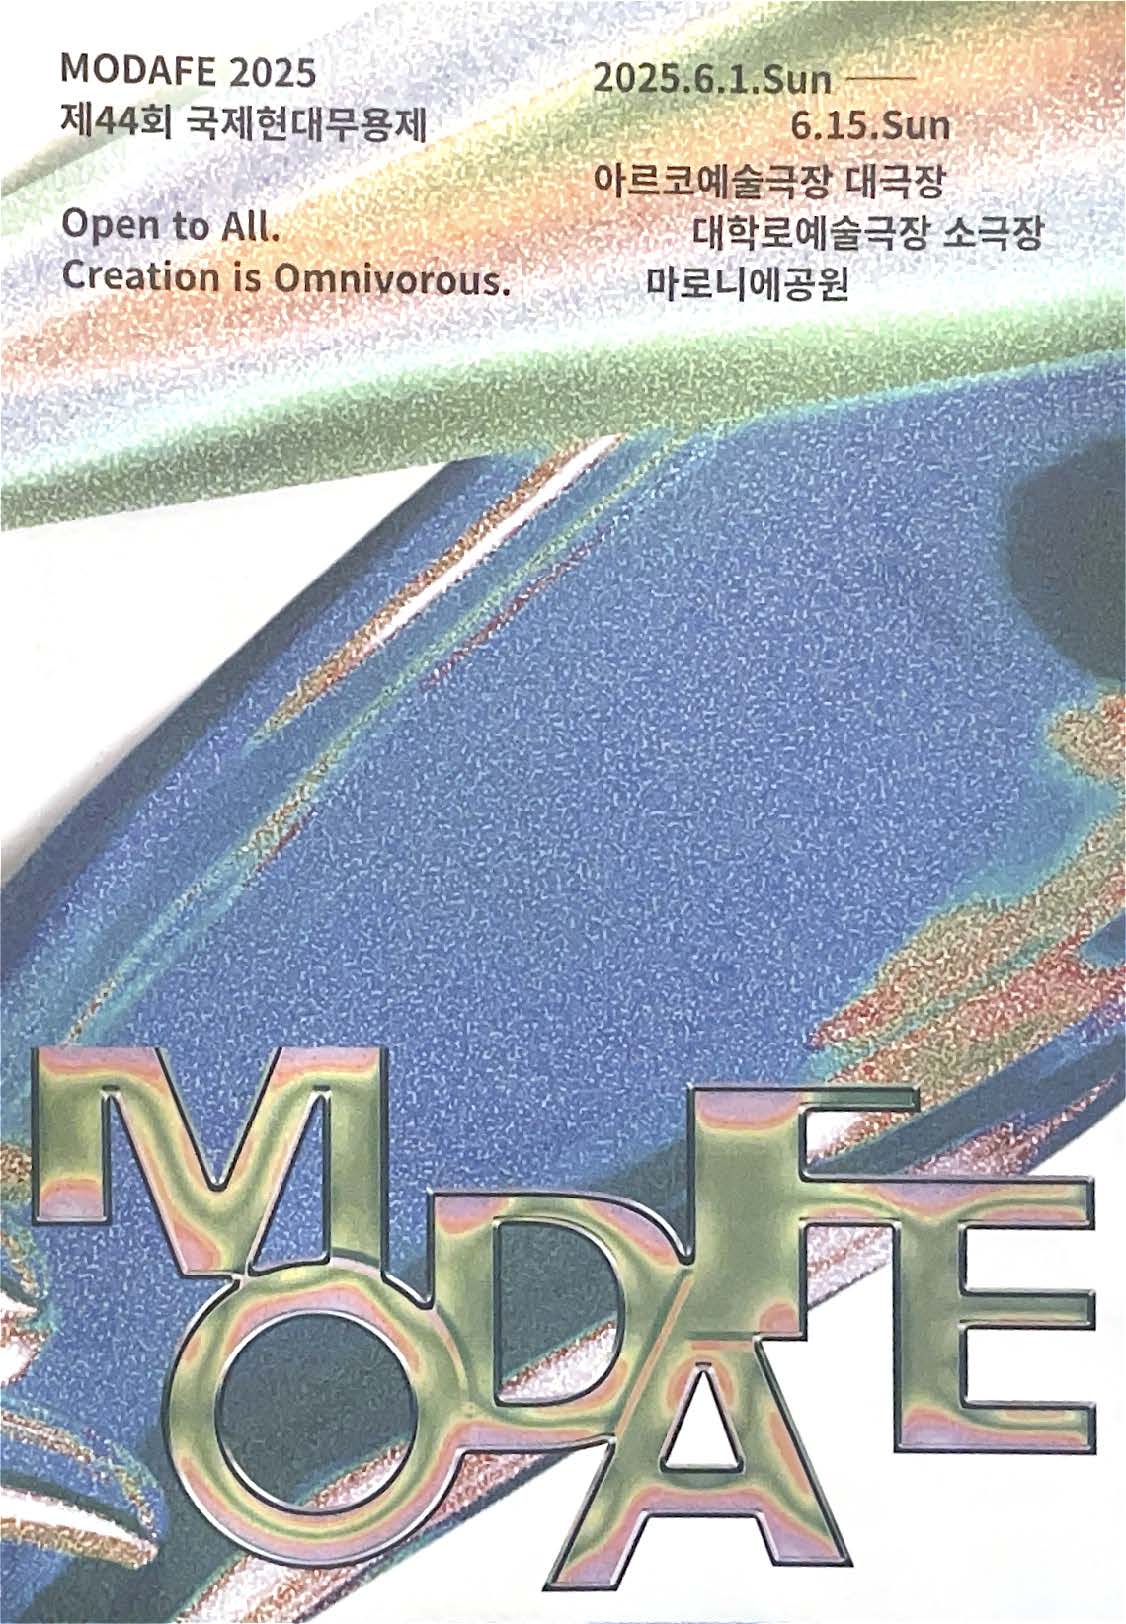 MODAFE 2025
제44회 국제현대무용제
Open to All.
Creation is Omnivorous.
2025.6.1.Sun ——
6.15.Sun
아르코예술극장 대극장
대학로예술극장 소극장
마로니에공원
MODAFE